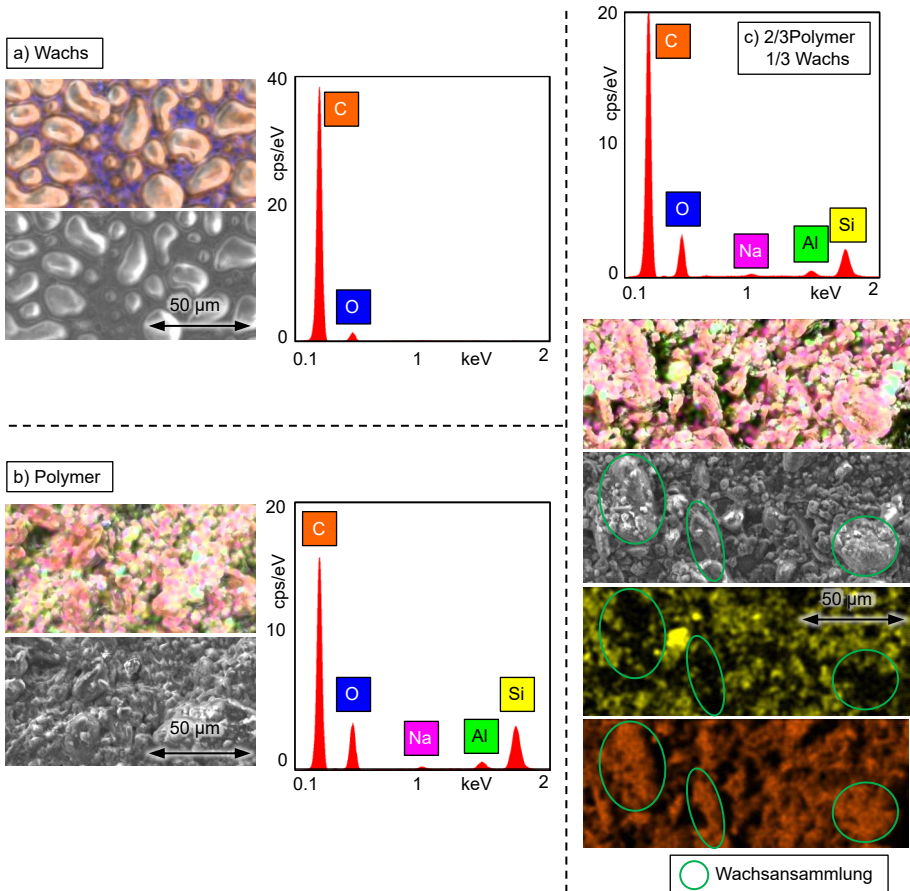 a) Wachs
50 µm
40
20
0
cps/eV
C
O
0.1
1
keV
2
b) Polymer
50 µm
20
10
0
cps/eV
C
O
Na
Al
Si
0.1
1
keV
2
c) 2/3Polymer
1/3 Wachs
20
10
0
cps/eV
C
O
Na
Al
Si
0.1
1
keV
2
50 µm
Wachsansammlung